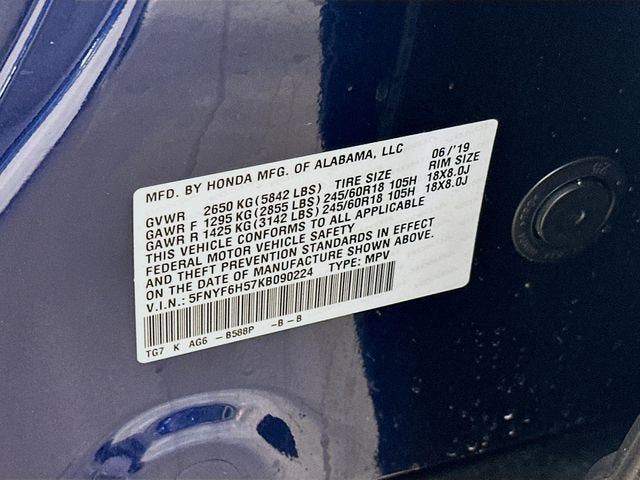 MFD. BY HONDA MFG. OF ALABAMA, LLC 06/'19
GVWR 2650 KG(5842 LBS) TIRE SIZE RIM SIZE
GAWR F 1295 KG(2855 LBS) 245/60R18 105H 18X8.0J
GAWR R 1425 KG(3142 LBS) 245/60R18 105H 18X8.0J
THIS VEHICLE CONFORMS TO ALL APPLICABLE
FEDERAL MOTOR VEHICLE SAFETY
AND THEFT PREVENTION STANDARDS IN EFFECT
ON THE DATE OF MANUFACTURE SHOWN ABOVE.
V.I.N.: 5FNYF6H57KB090224 TYPE: MPV
TG7 K AG6 -B588P -B-B